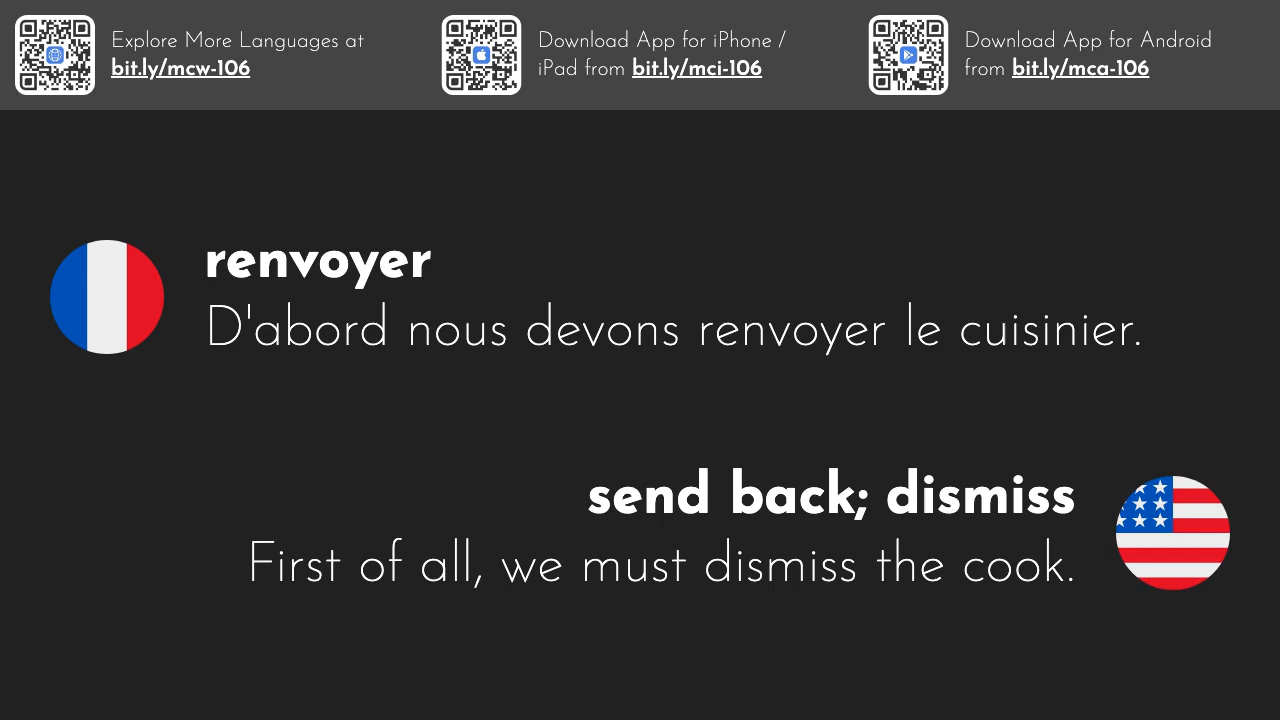 Explore More Languages at
bit.ly/mcw-106
Download App for iPhone /
iPad from bit.ly/mci-106
Download App for Android
from bit.ly/mca-106
renvoyer
D'abord nous devons renvoyer le cuisinier.
send back; dismiss
First of all, we must dismiss the cook.